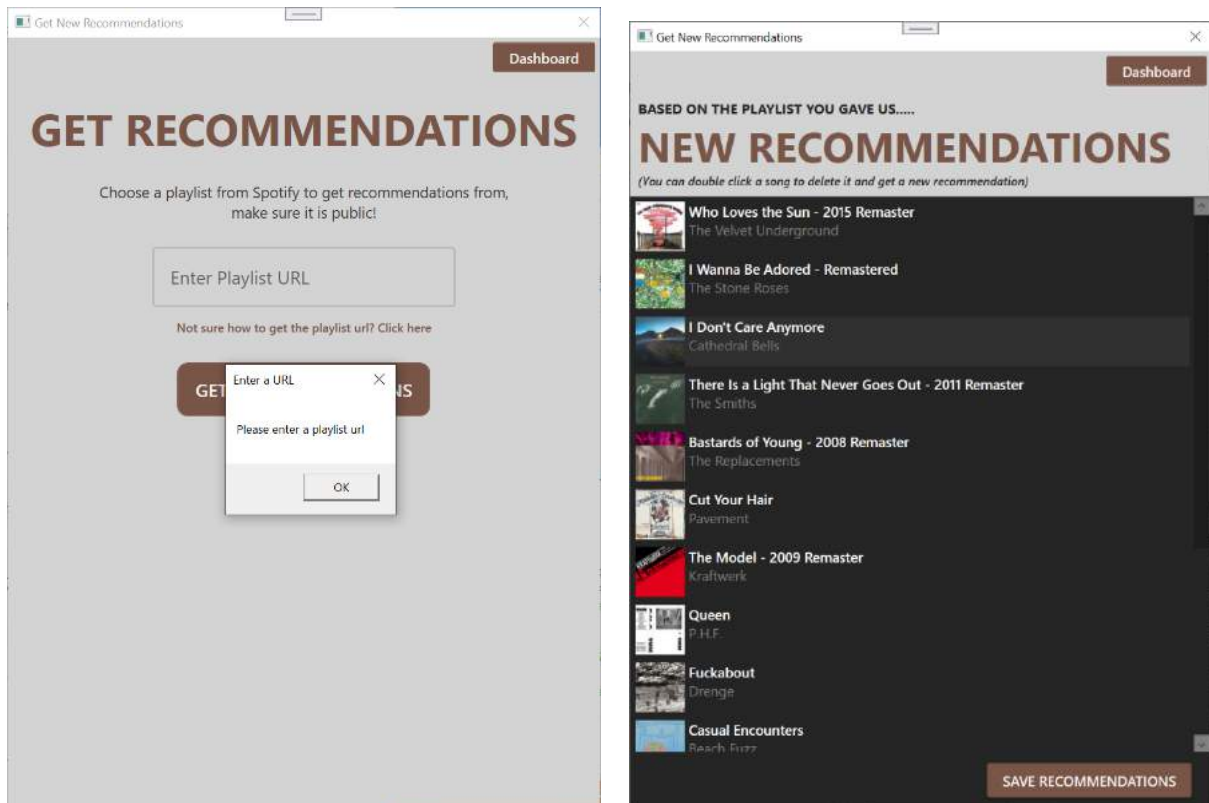 Get New Recommendations
Dashboard
GET RECOMMENDATIONS
Choose a playlist from Spotify to get recommendations from,
make sure it is public!
Enter Playlist URL
Not sure how to get the playlist url? Click here
GET
NS
Enter a URL
Please enter a playlist url
OK
Get New Recommendations
Dashboard
BASED ON THE PLAYLIST YOU GAVE US.....
NEW RECOMMENDATIONS
(You can double click a song to delete it and get a new recommendation)
Who Loves the Sun - 2015 Remaster
The Velvet Underground
I Wanna Be Adored - Remastered
The Stone Roses
I Don't Care Anymore
Cathedral Bells
There Is a Light That Never Goes Out - 2011 Remaster
The Smiths
Bastards of Young - 2008 Remaster
The Replacements
Cut Your Hair
Pavement
The Model - 2009 Remaster
Kraftwerk
Queen
P.H.F.
Fuckabout
Drenge
Casual Encounters
Beach Fuzz
SAVE RECOMMENDATIONS